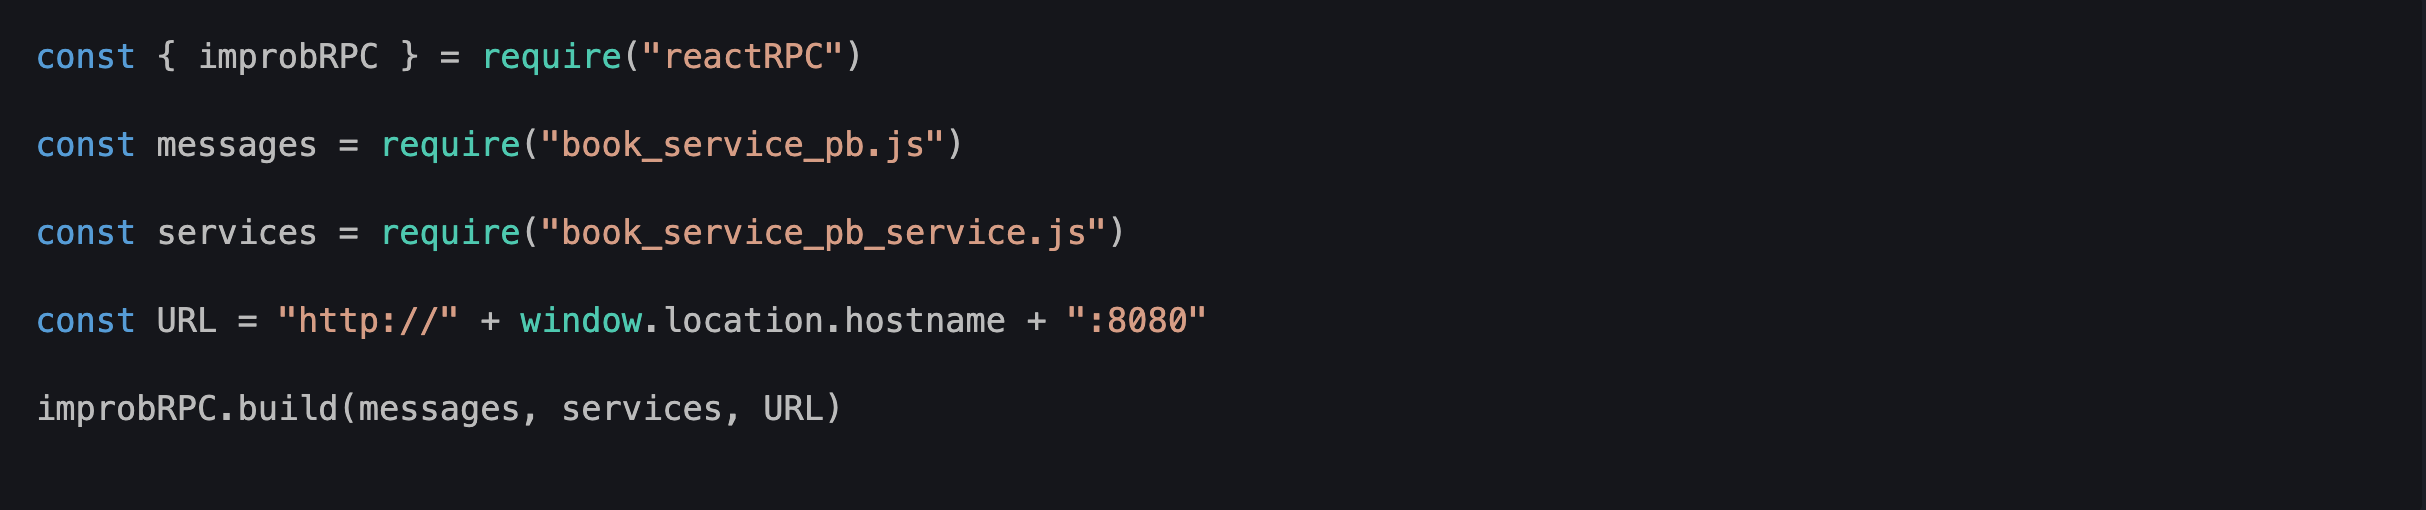 const { improbRPC } = require("reactRPC")
const messages = require("book_service_pb.js")
const services = require("book_service_pb_service.js")
const URL = "http://" + window.location.hostname + ":8080"
improbRPC.build(messages, services, URL)